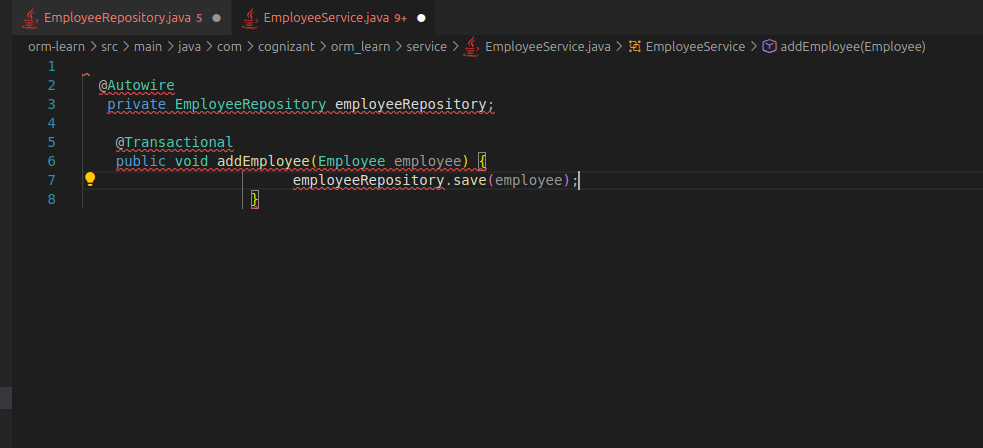 EmployeeRepository.java 5 EmployeeService.java 9+
orm-learn > src > main > java > com > cognizant > orm_learn > service > EmployeeService.java > EmployeeService > addEmployee(Employee)
1
2 @Autowire
3 private EmployeeRepository employeeRepository;
4
5 @Transactional
6 public void addEmployee(Employee employee) {
7 employeeRepository.save(employee);
8 }